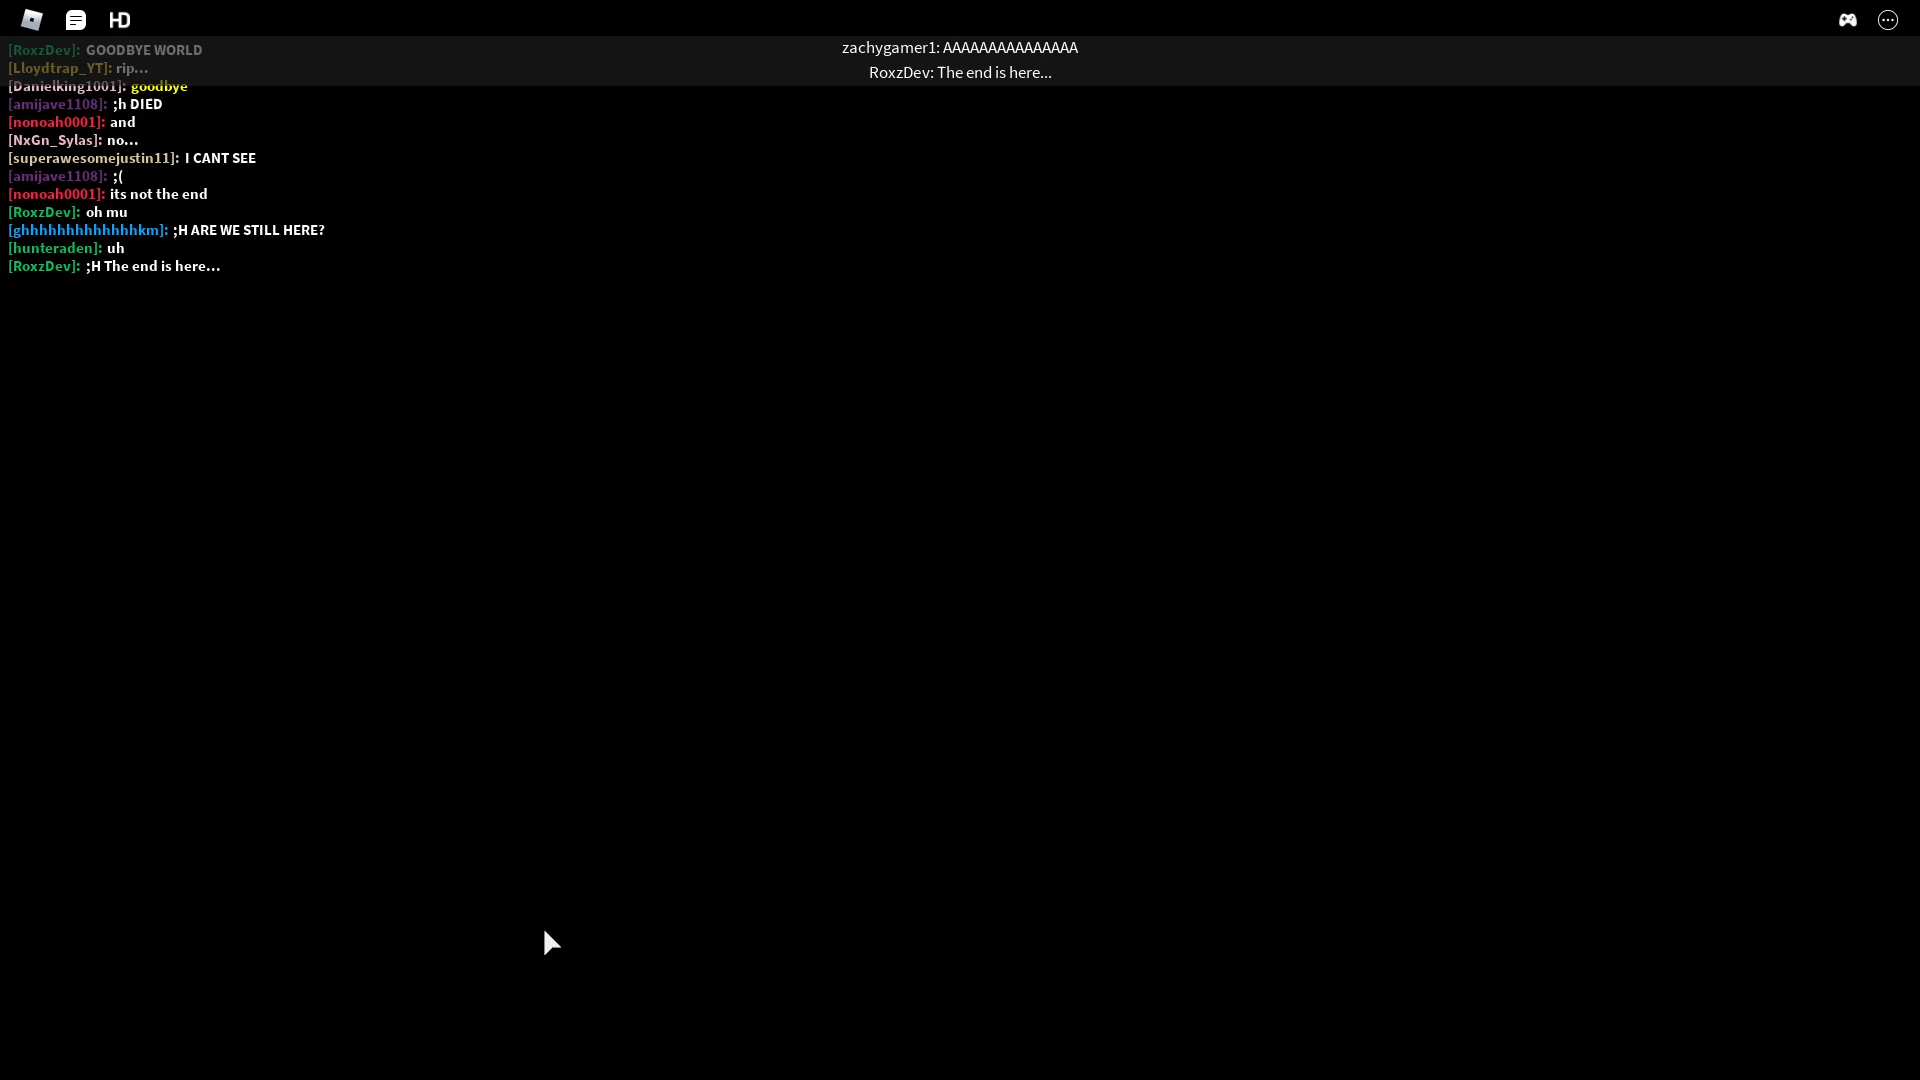 HD
zachygamer1: AAAAAAAAAAAAAAA
RoxzDev: The end is here...
[RoxzDev]: GOODBYE WORLD
[Lloydtrap_YT]: rip...
[Danielking1001]: goodbye
[amijave1108]: ;h DIED
[nonoah0001]: and
[NxGn_Sylas]: no...
[superawesomejustin11]: I CANT SEE
[amijave1108]: ;(
[nonoah0001]: its not the end
[RoxzDev]: oh mu
[ghhhhhhhhhhhhhkm]: ;H ARE WE STILL HERE?
[hunteraden]: uh
[RoxzDev]: ;H The end is here...